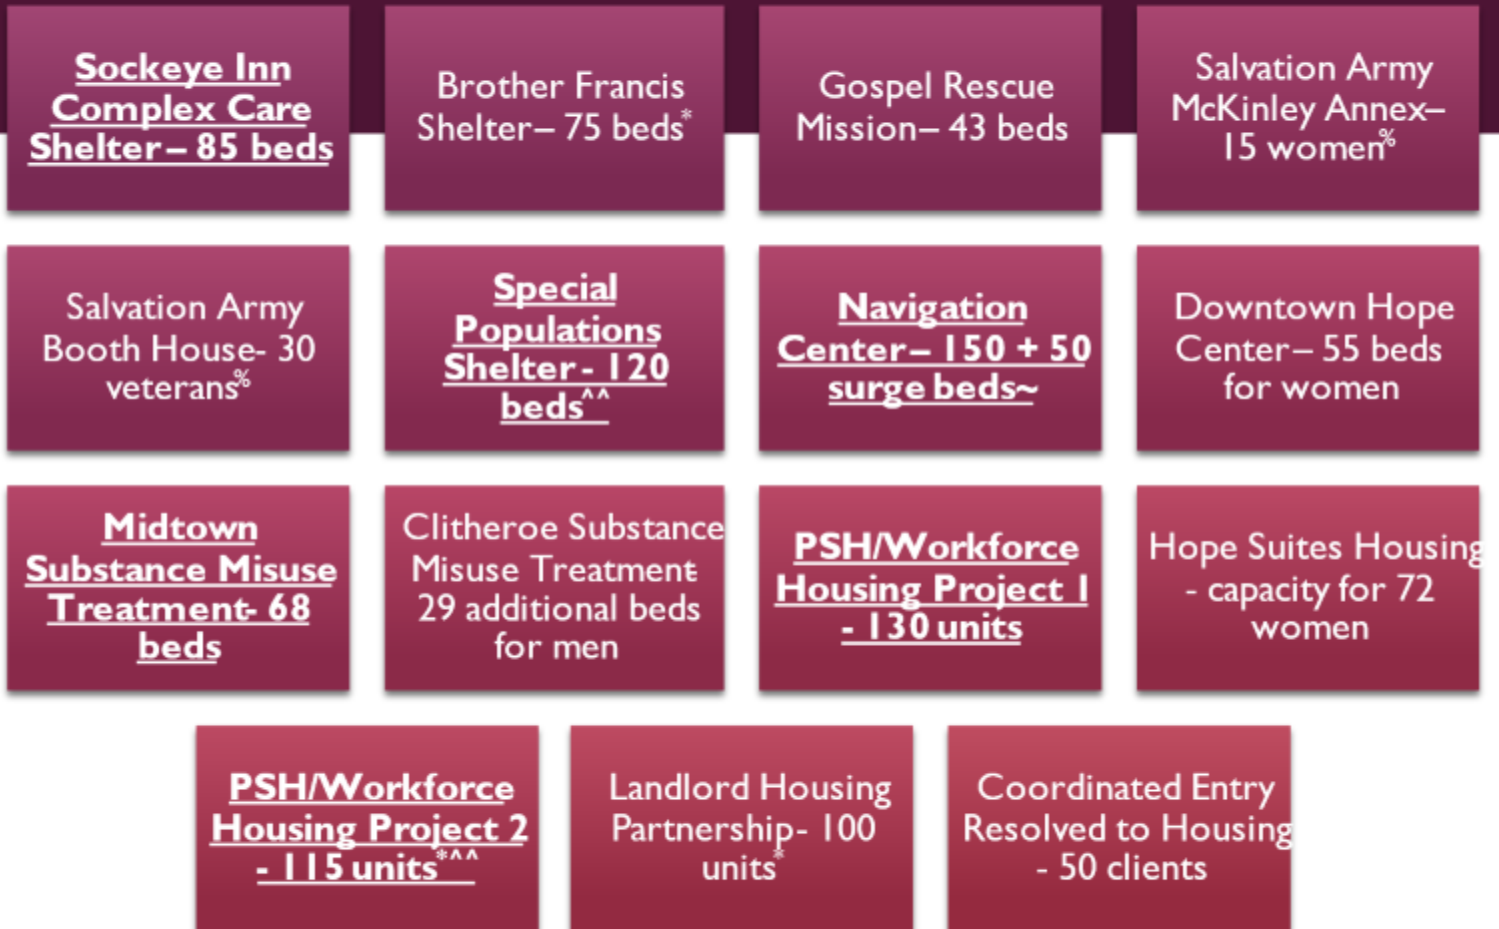 Sockeye Inn
Complex Care
Shelter– 85 beds
Brother Francis
Shelter– 75 beds*
Gospel Rescue
Mission– 43 beds
Salvation Army
McKinley Annex–
15 women%
Salvation Army
Booth House- 30
veterans%
Special
Populations
Shelter- 120
beds^^
Navigation
Center– 150 + 50
surge beds~
Downtown Hope
Center– 55 beds
for women
Midtown
Substance Misuse
Treatment- 68
beds
Clitheroe Substance
Misuse Treatment-
29 additional beds
for men
PSH/Workforce
Housing Project 1
- 130 units
Hope Suites Housing
- capacity for 72
women
PSH/Workforce
Housing Project 2
- 115 units*^^
Landlord Housing
Partnership- 100
units*
Coordinated Entry
Resolved to Housing
- 50 clients